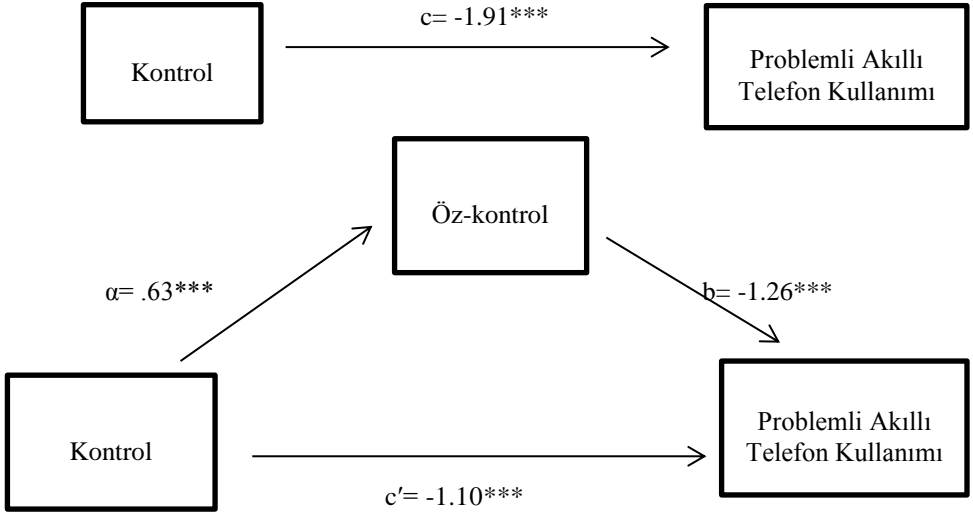 c= -1.91***
Kontrol
Problemli Akıllı
Telefon Kullanımı
Öz-kontrol
α= .63***
b= -1.26***
Kontrol
Problemli Akıllı
Telefon Kullanımı
c′= -1.10***